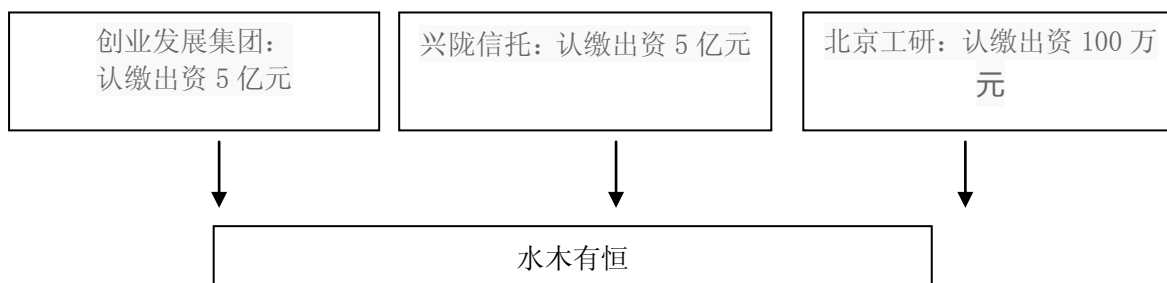 创业发展集团：
认缴出资 5 亿元
兴陇信托：认缴出资 5 亿元
北京工研：认缴出资 100 万
元
水木有恒